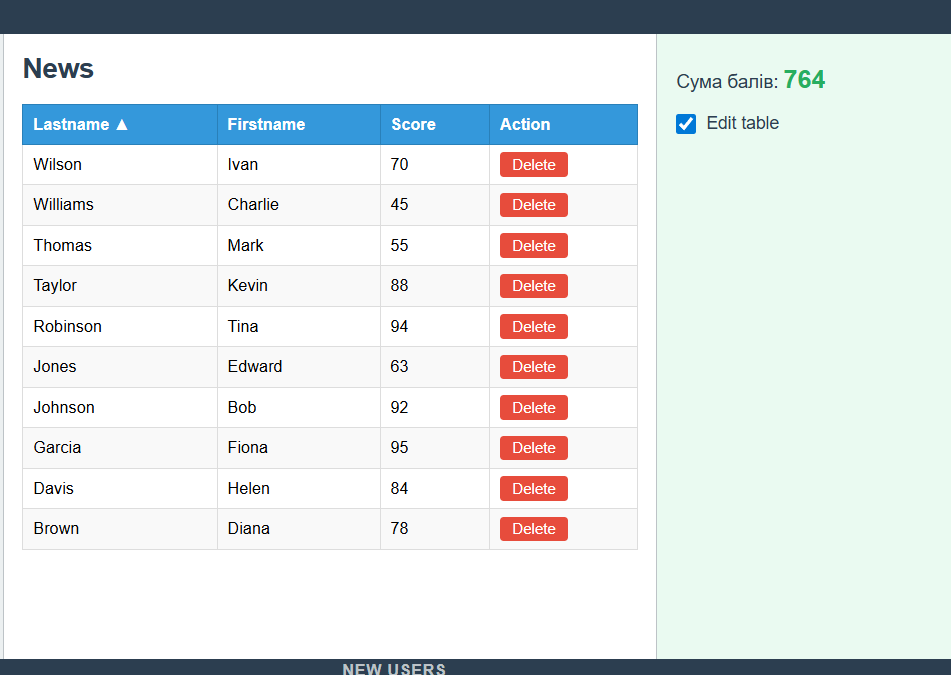 News
Сума балів: 764
Edit table
Lastname ▲ Firstname Score Action
Wilson Ivan 70 Delete
Williams Charlie 45 Delete
Thomas Mark 55 Delete
Taylor Kevin 88 Delete
Robinson Tina 94 Delete
Jones Edward 63 Delete
Johnson Bob 92 Delete
Garcia Fiona 95 Delete
Davis Helen 84 Delete
Brown Diana 78 Delete
NEW USERS